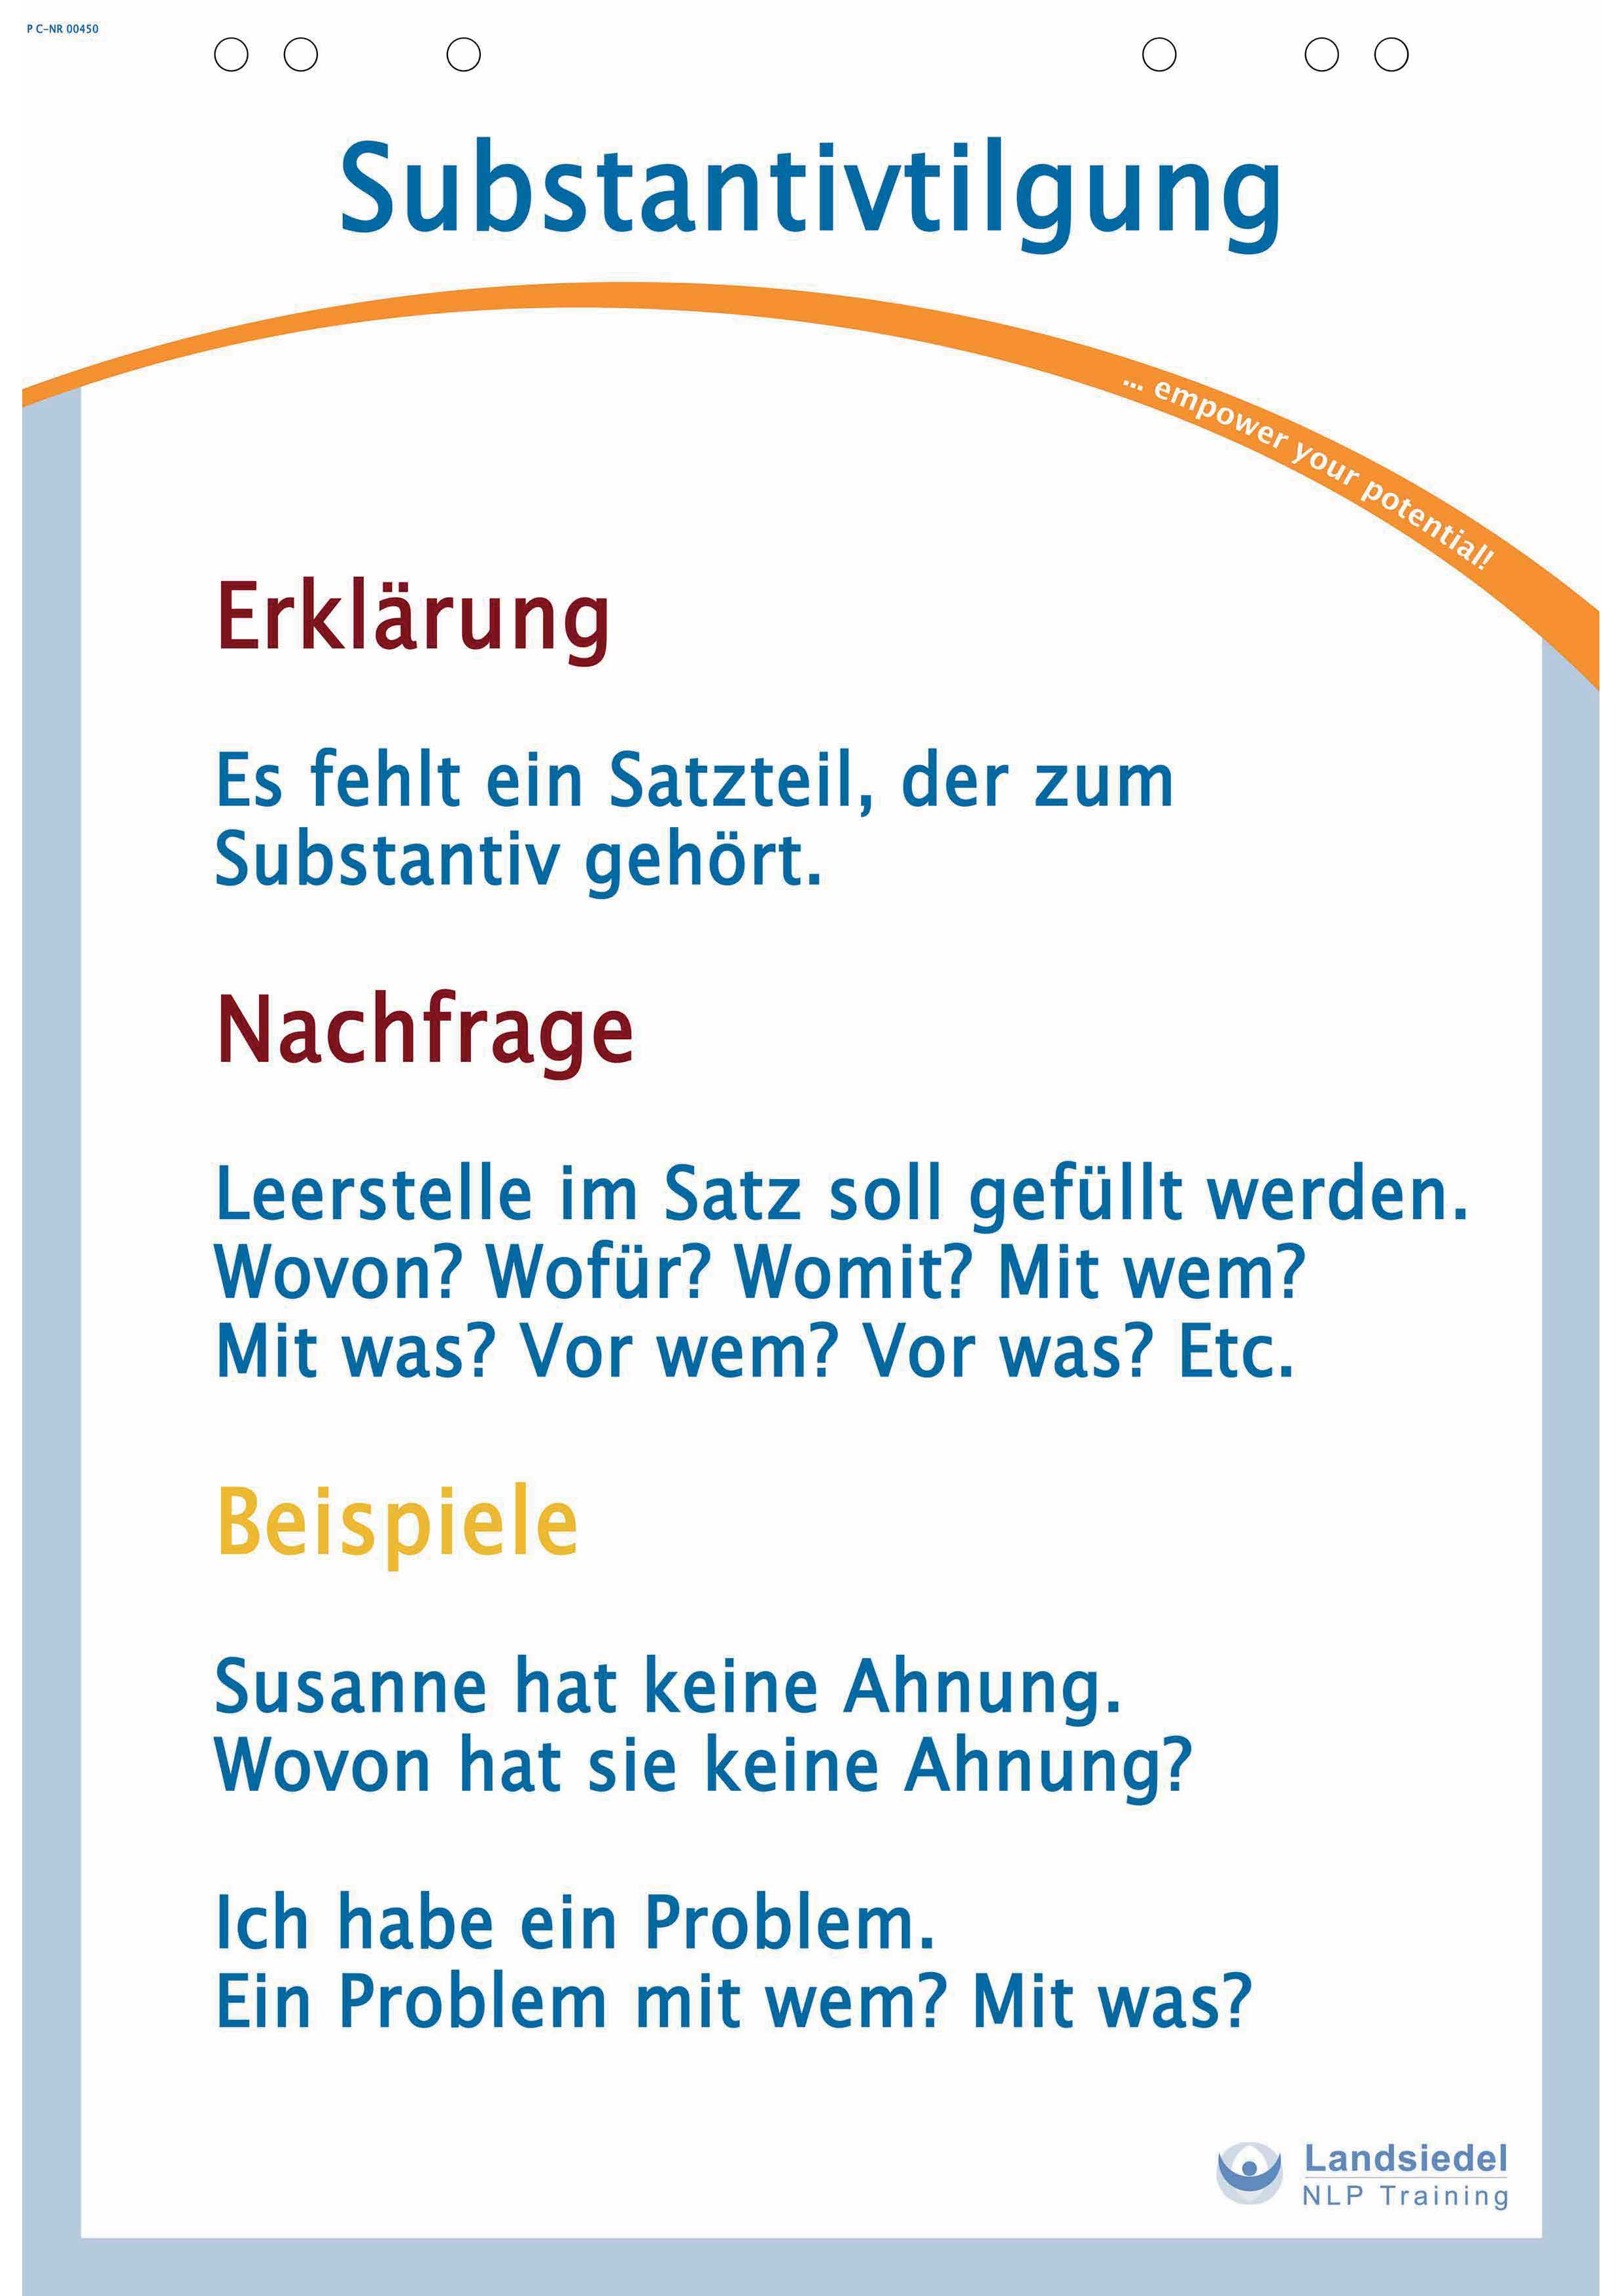 P C-NR 00450
Substantivtilgung
... empower your potential!
Erklärung
Es fehlt ein Satzteil, der zum
Substantiv gehört.
Nachfrage
Leerstelle im Satz soll gefüllt werden.
Wovon? Wofür? Womit? Mit wem?
Mit was? Vor wem? Vor was? Etc.
Beispiele
Susanne hat keine Ahnung.
Wovon hat sie keine Ahnung?
Ich habe ein Problem.
Ein Problem mit wem? Mit was?
Landsiedel
NLP Training